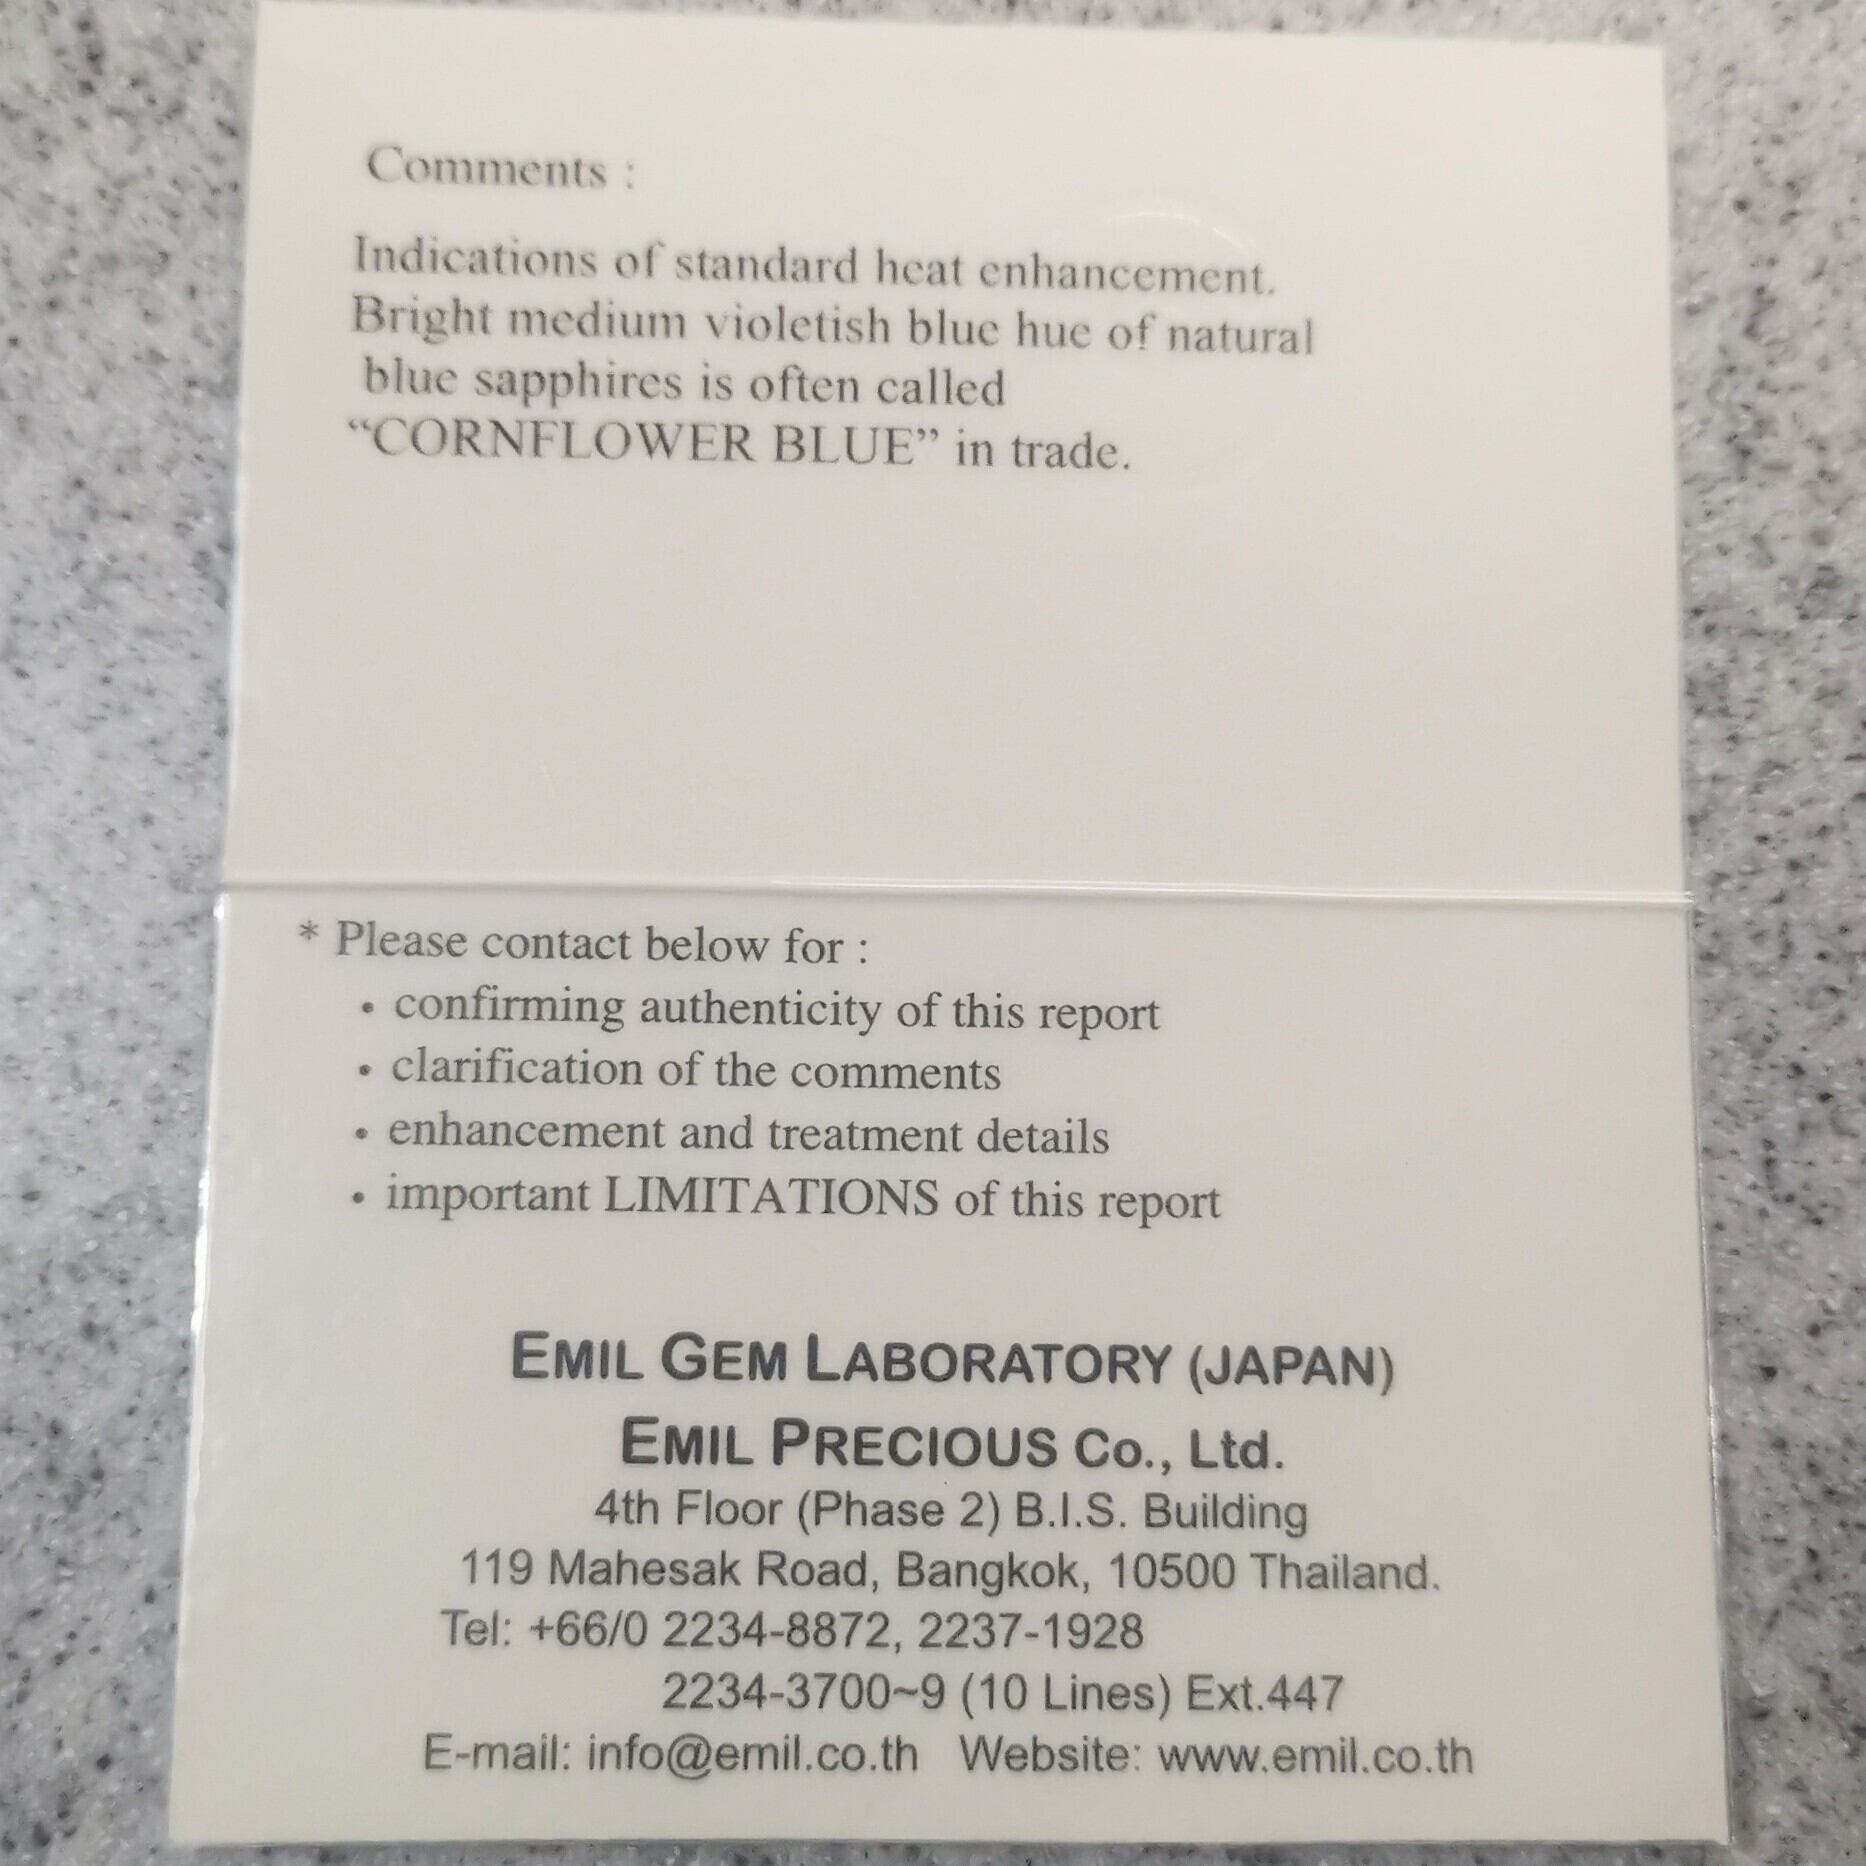 Comments :
Indications of standard heat enhancement.
Bright medium violetish blue hue of natural
blue sapphires is often called
“CORNFLOWER BLUE” in trade.
* Please contact below for :
• confirming authenticity of this report
• clarification of the comments
• enhancement and treatment details
• important LIMITATIONS of this report
EMIL GEM LABORATORY (JAPAN)
EMIL PRECIOUS Co., Ltd.
4th Floor (Phase 2) B.I.S. Building
119 Mahesak Road, Bangkok, 10500 Thailand.
Tel: +66/0 2234-8872, 2237-1928
2234-3700~9 (10 Lines) Ext.447
E-mail: info@emil.co.th Website: www.emil.co.th